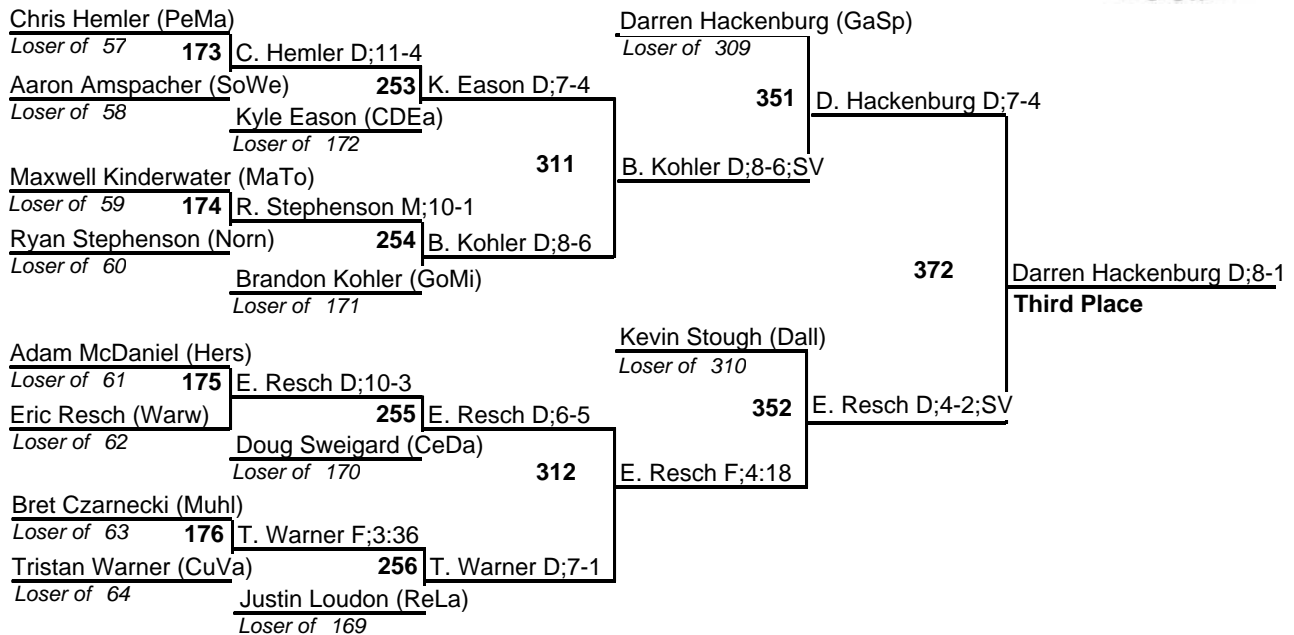 Chris Hemler (PeMa)
Loser of 57
173 C. Hemler D;11-4
Aaron Amspacher (SoWe)
Loser of 58
253 K. Eason D;7-4
Kyle Eason (CDEa)
Loser of 172
Maxwell Kinderwater (MaTo)
Loser of 59
174 R. Stephenson M;10-1
Ryan Stephenson (Norn)
Loser of 60
254 B. Kohler D;8-6
Brandon Kohler (GoMi)
Loser of 171
311
B. Kohler D;8-6;SV
Darren Hackenburg (GaSp)
Loser of 309
351 D. Hackenburg D;7-4
Adam McDaniel (Hers)
Loser of 61
175 E. Resch D;10-3
Eric Resch (Warw)
Loser of 62
255 E. Resch D;6-5
Doug Sweigard (CeDa)
Loser of 170
Bret Czarnecki (Muhl)
Loser of 63
176 T. Warner F;3:36
Tristan Warner (CuVa)
Loser of 64
256 T. Warner D;7-1
Justin Loudon (ReLa)
Loser of 169
312
E. Resch F;4:18
Kevin Stough (Dall)
Loser of 310
352 E. Resch D;4-2;SV
372 Darren Hackenburg D;8-1
Third Place